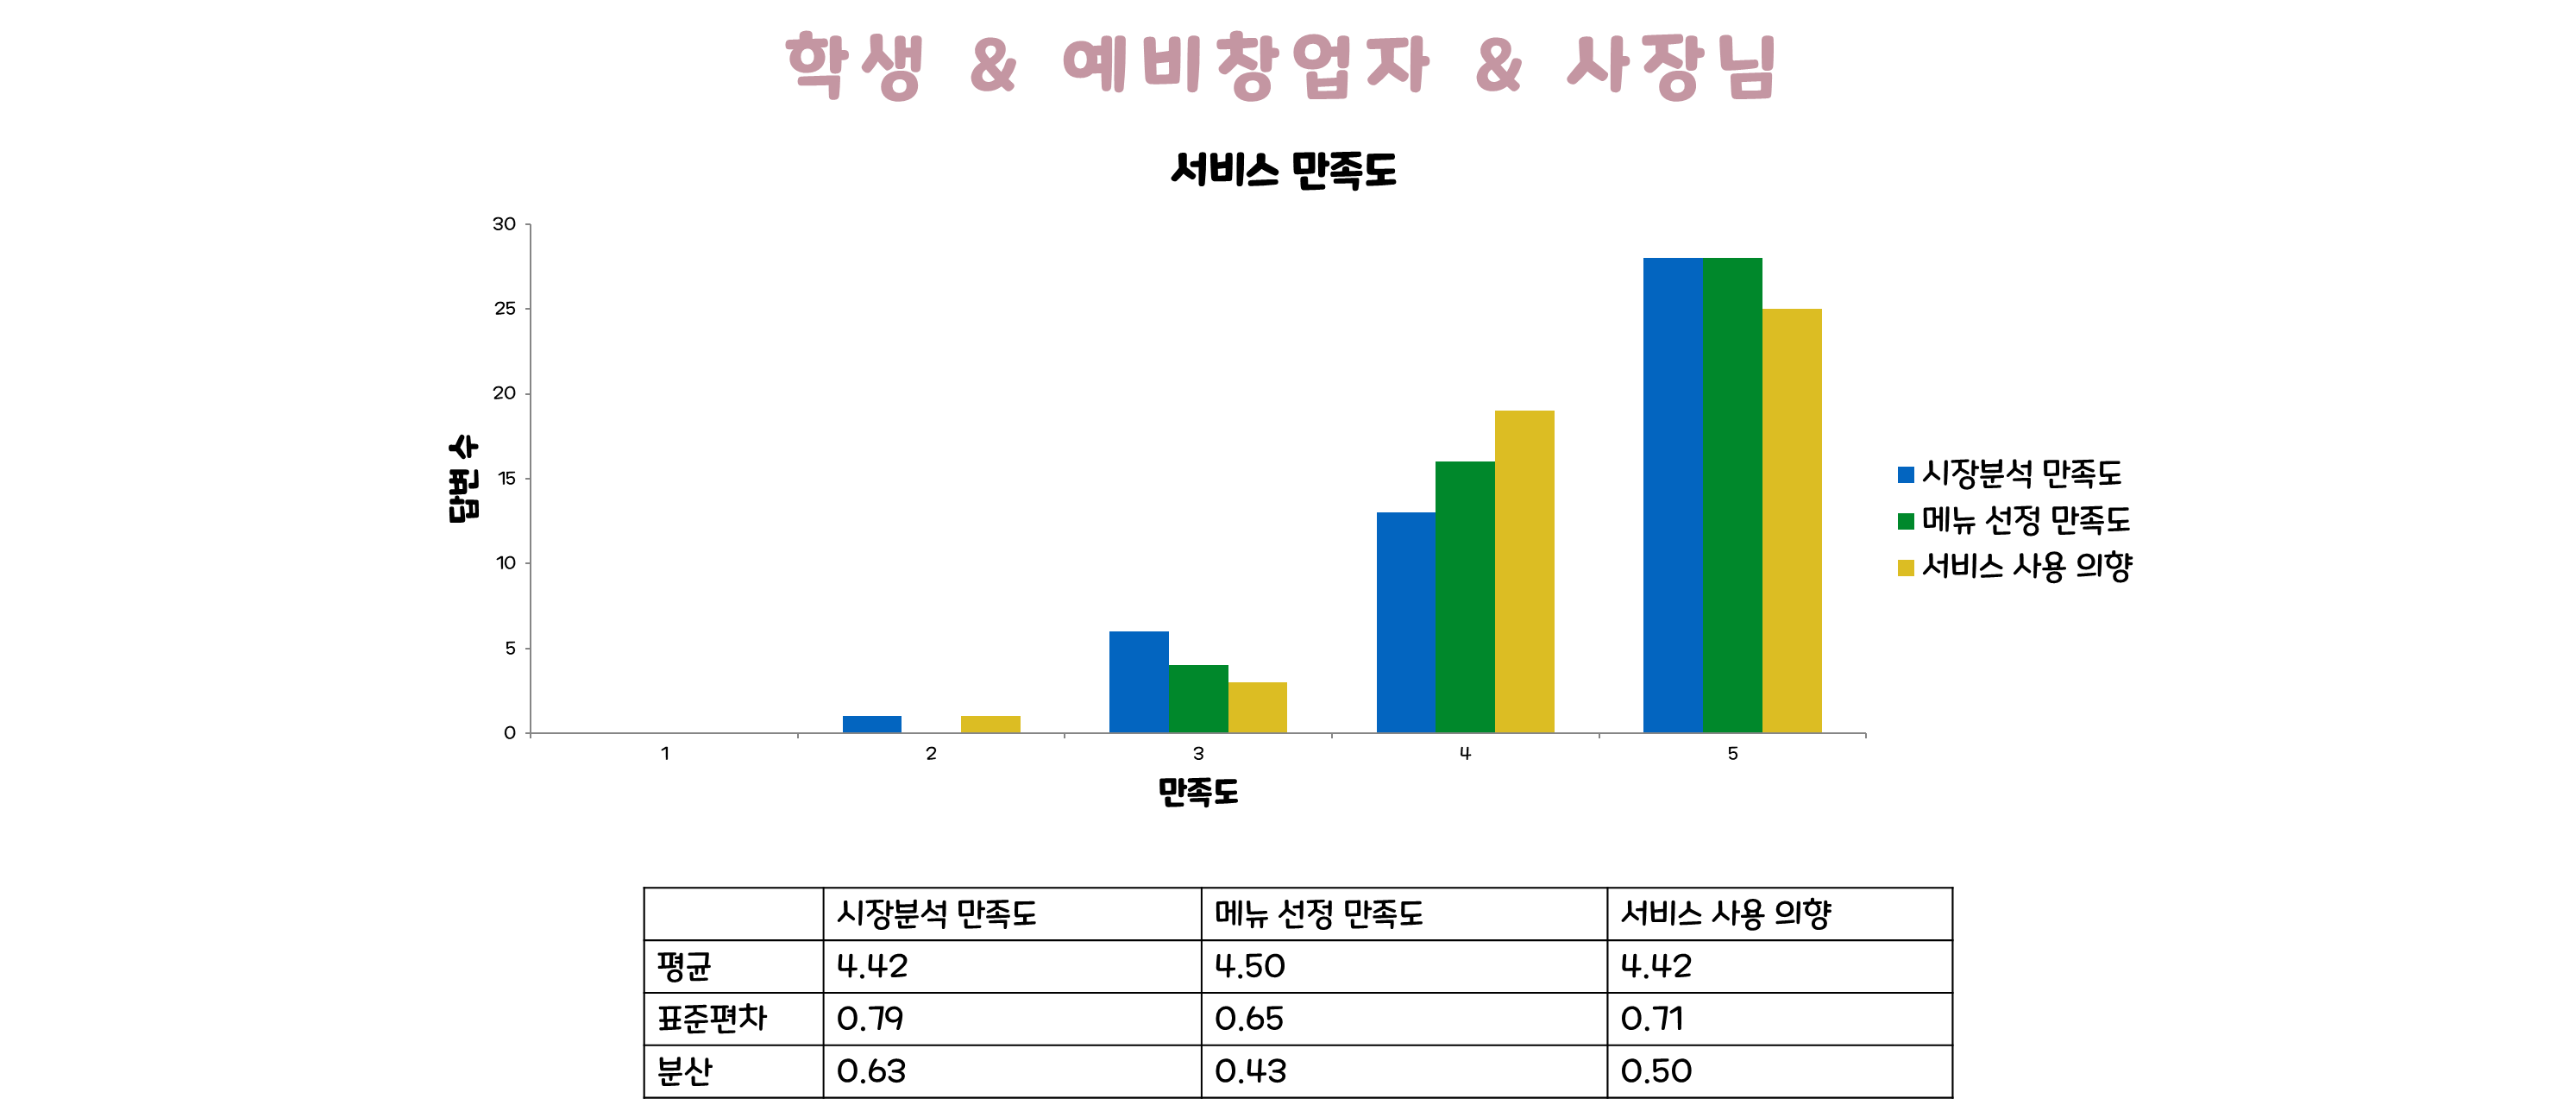 학생 & 예비창업자 & 사장님
서비스 만족도
30
25
20
15
10
5
0
답변 수
1 2 3 4 5
만족도
시장분석 만족도
메뉴 선정 만족도
서비스 사용 의향
시장분석 만족도 메뉴 선정 만족도 서비스 사용 의향
평균 4.42 4.50 4.42
표준편차 0.79 0.65 0.71
분산 0.63 0.43 0.50